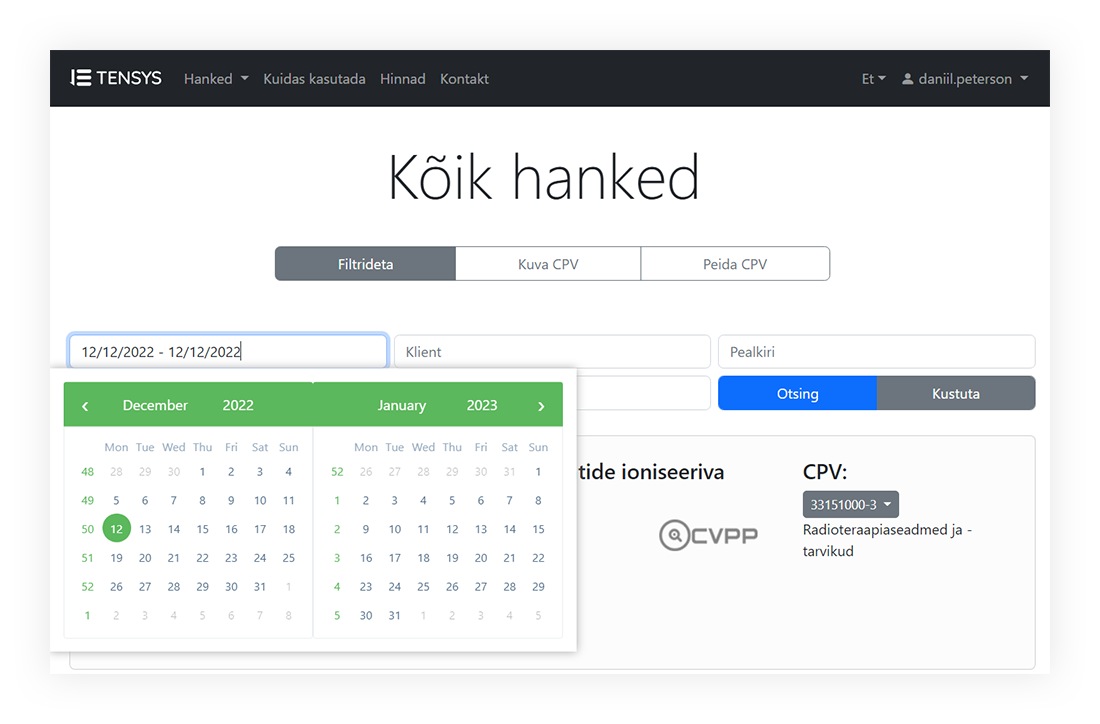 TENSYS Hanked Kuidas kasutada Hinnad Kontakt Et daniil.peterson
Kõik hanked
Filtrideta Kuva CPV Peida CPV
12/12/2022 - 12/12/2022 Klient Pealkiri
Otsing Kustuta
December 2022 January 2023
Mon Tue Wed Thu Fri Sat Sun Mon Tue Wed Thu Fri Sat Sun
48 28 29 30 1 2 3 4 52 26 27 28 29 30 31 1
49 5 6 7 8 9 10 11 1 2 3 4 5 6 7 8
50 12 13 14 15 16 17 18 2 9 10 11 12 13 14 15
51 19 20 21 22 23 24 25 3 16 17 18 19 20 21 22
52 26 27 28 29 30 31 1 4 23 24 25 26 27 28 29
1 2 3 4 5 6 7 8 5 30 31 1 2 3 4 5
tide ioniseeriva
CVPP
CPV:
33151000-3
Radioteraapiaseadmed ja -
tarvikud